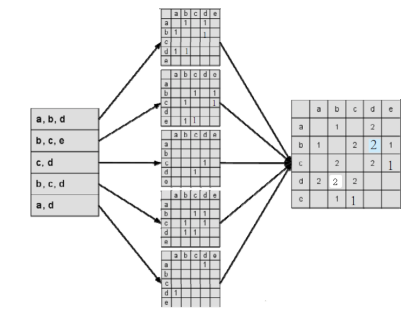 a, b, d
b, c, e
c, d
b, c, d
a, d
a b c d e
a 1 1
b 1 1
c
d 1 1
e
a b c d e
a
b 1 1
c 1 1
d
e 1 1
a b c d e
a
b
c 1
d 1
e
a b c d e
a
b 1 1
c 1 1
d 1 1
e
a b c d e
a 1
b
c
d 1
e
a b c d e
a 1 2
b 1 2 2 1
c 2 2 1
d 2 2 2
e 1 1